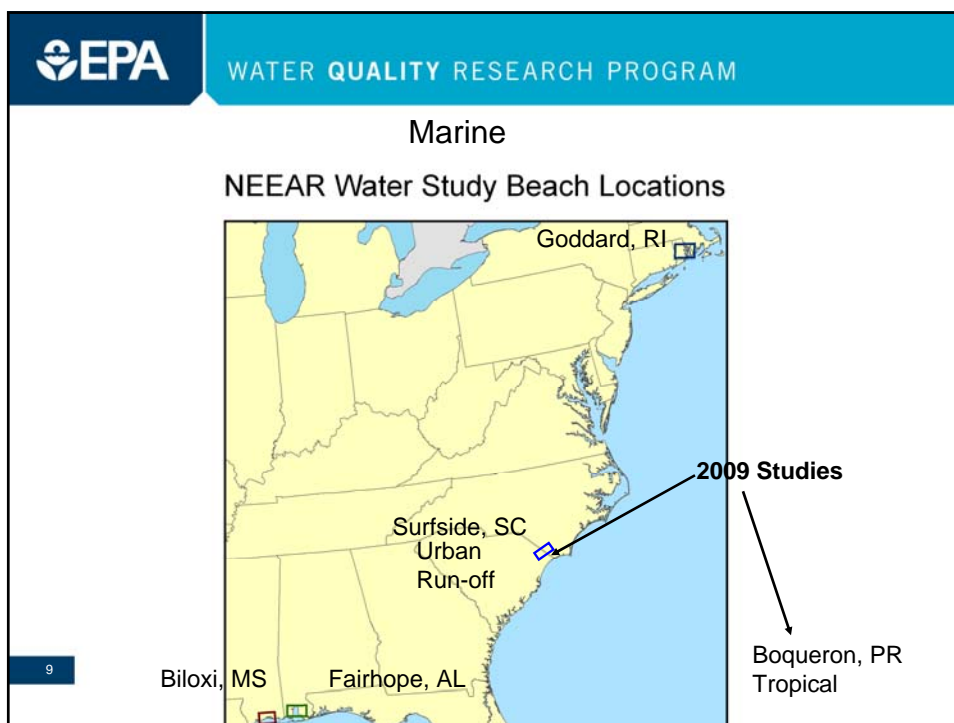 EPA
WATER QUALITY RESEARCH PROGRAM
Marine
NEEAR Water Study Beach Locations
Goddard, RI
2009 Studies
Surfside, SC
Urban
Run-off
Boqueron, PR
Tropical
Biloxi, MS
Fairhope, AL
9